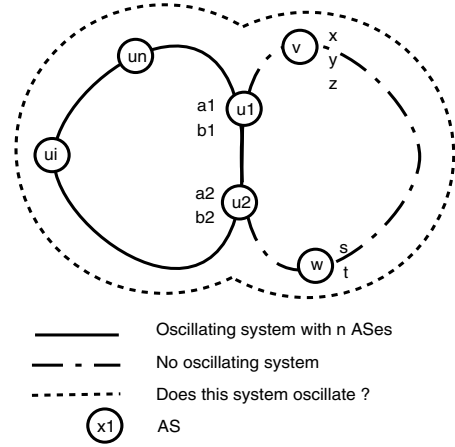 un
v
x
y
z
a1
u1
b1
ui
a2
u2
b2
w
s
t
Oscillating system with n ASes
No oscillating system
Does this system oscillate ?
x1
AS